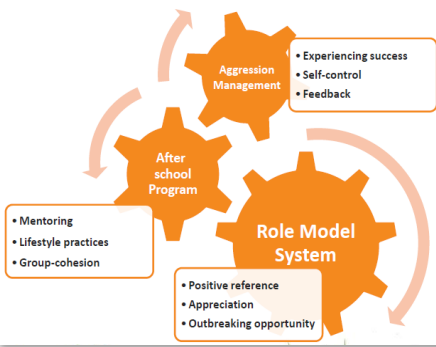 Aggression
Management
• Experiencing success
• Self-control
• Feedback
After
school
Program
• Mentoring
• Lifestyle practices
• Group-cohesion
Role Model
System
• Positive reference
• Appreciation
• Outbreaking opportunity